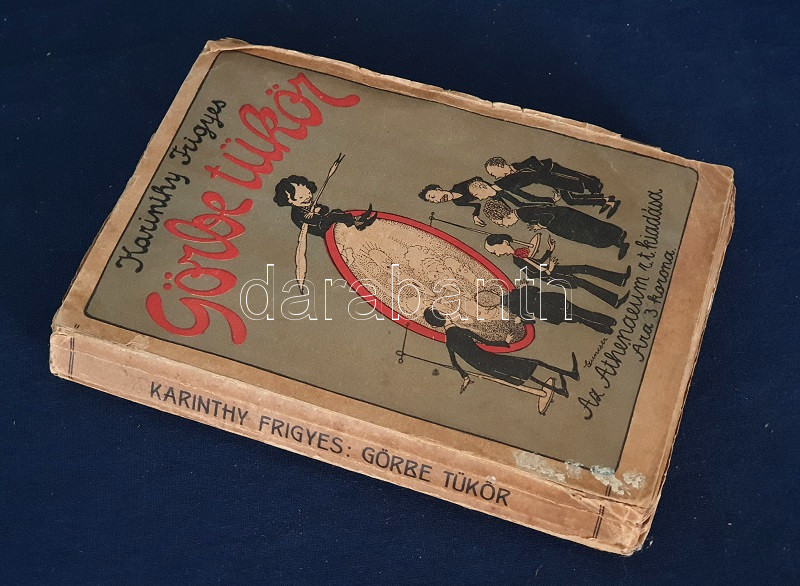 Karinthy Frigyes
Görbe tükör
Az Athenaeum r.t. kiadása
Ára 3 korona
KARINTHY FRIGYES: GÖRBE TÜKÖR
darabanth